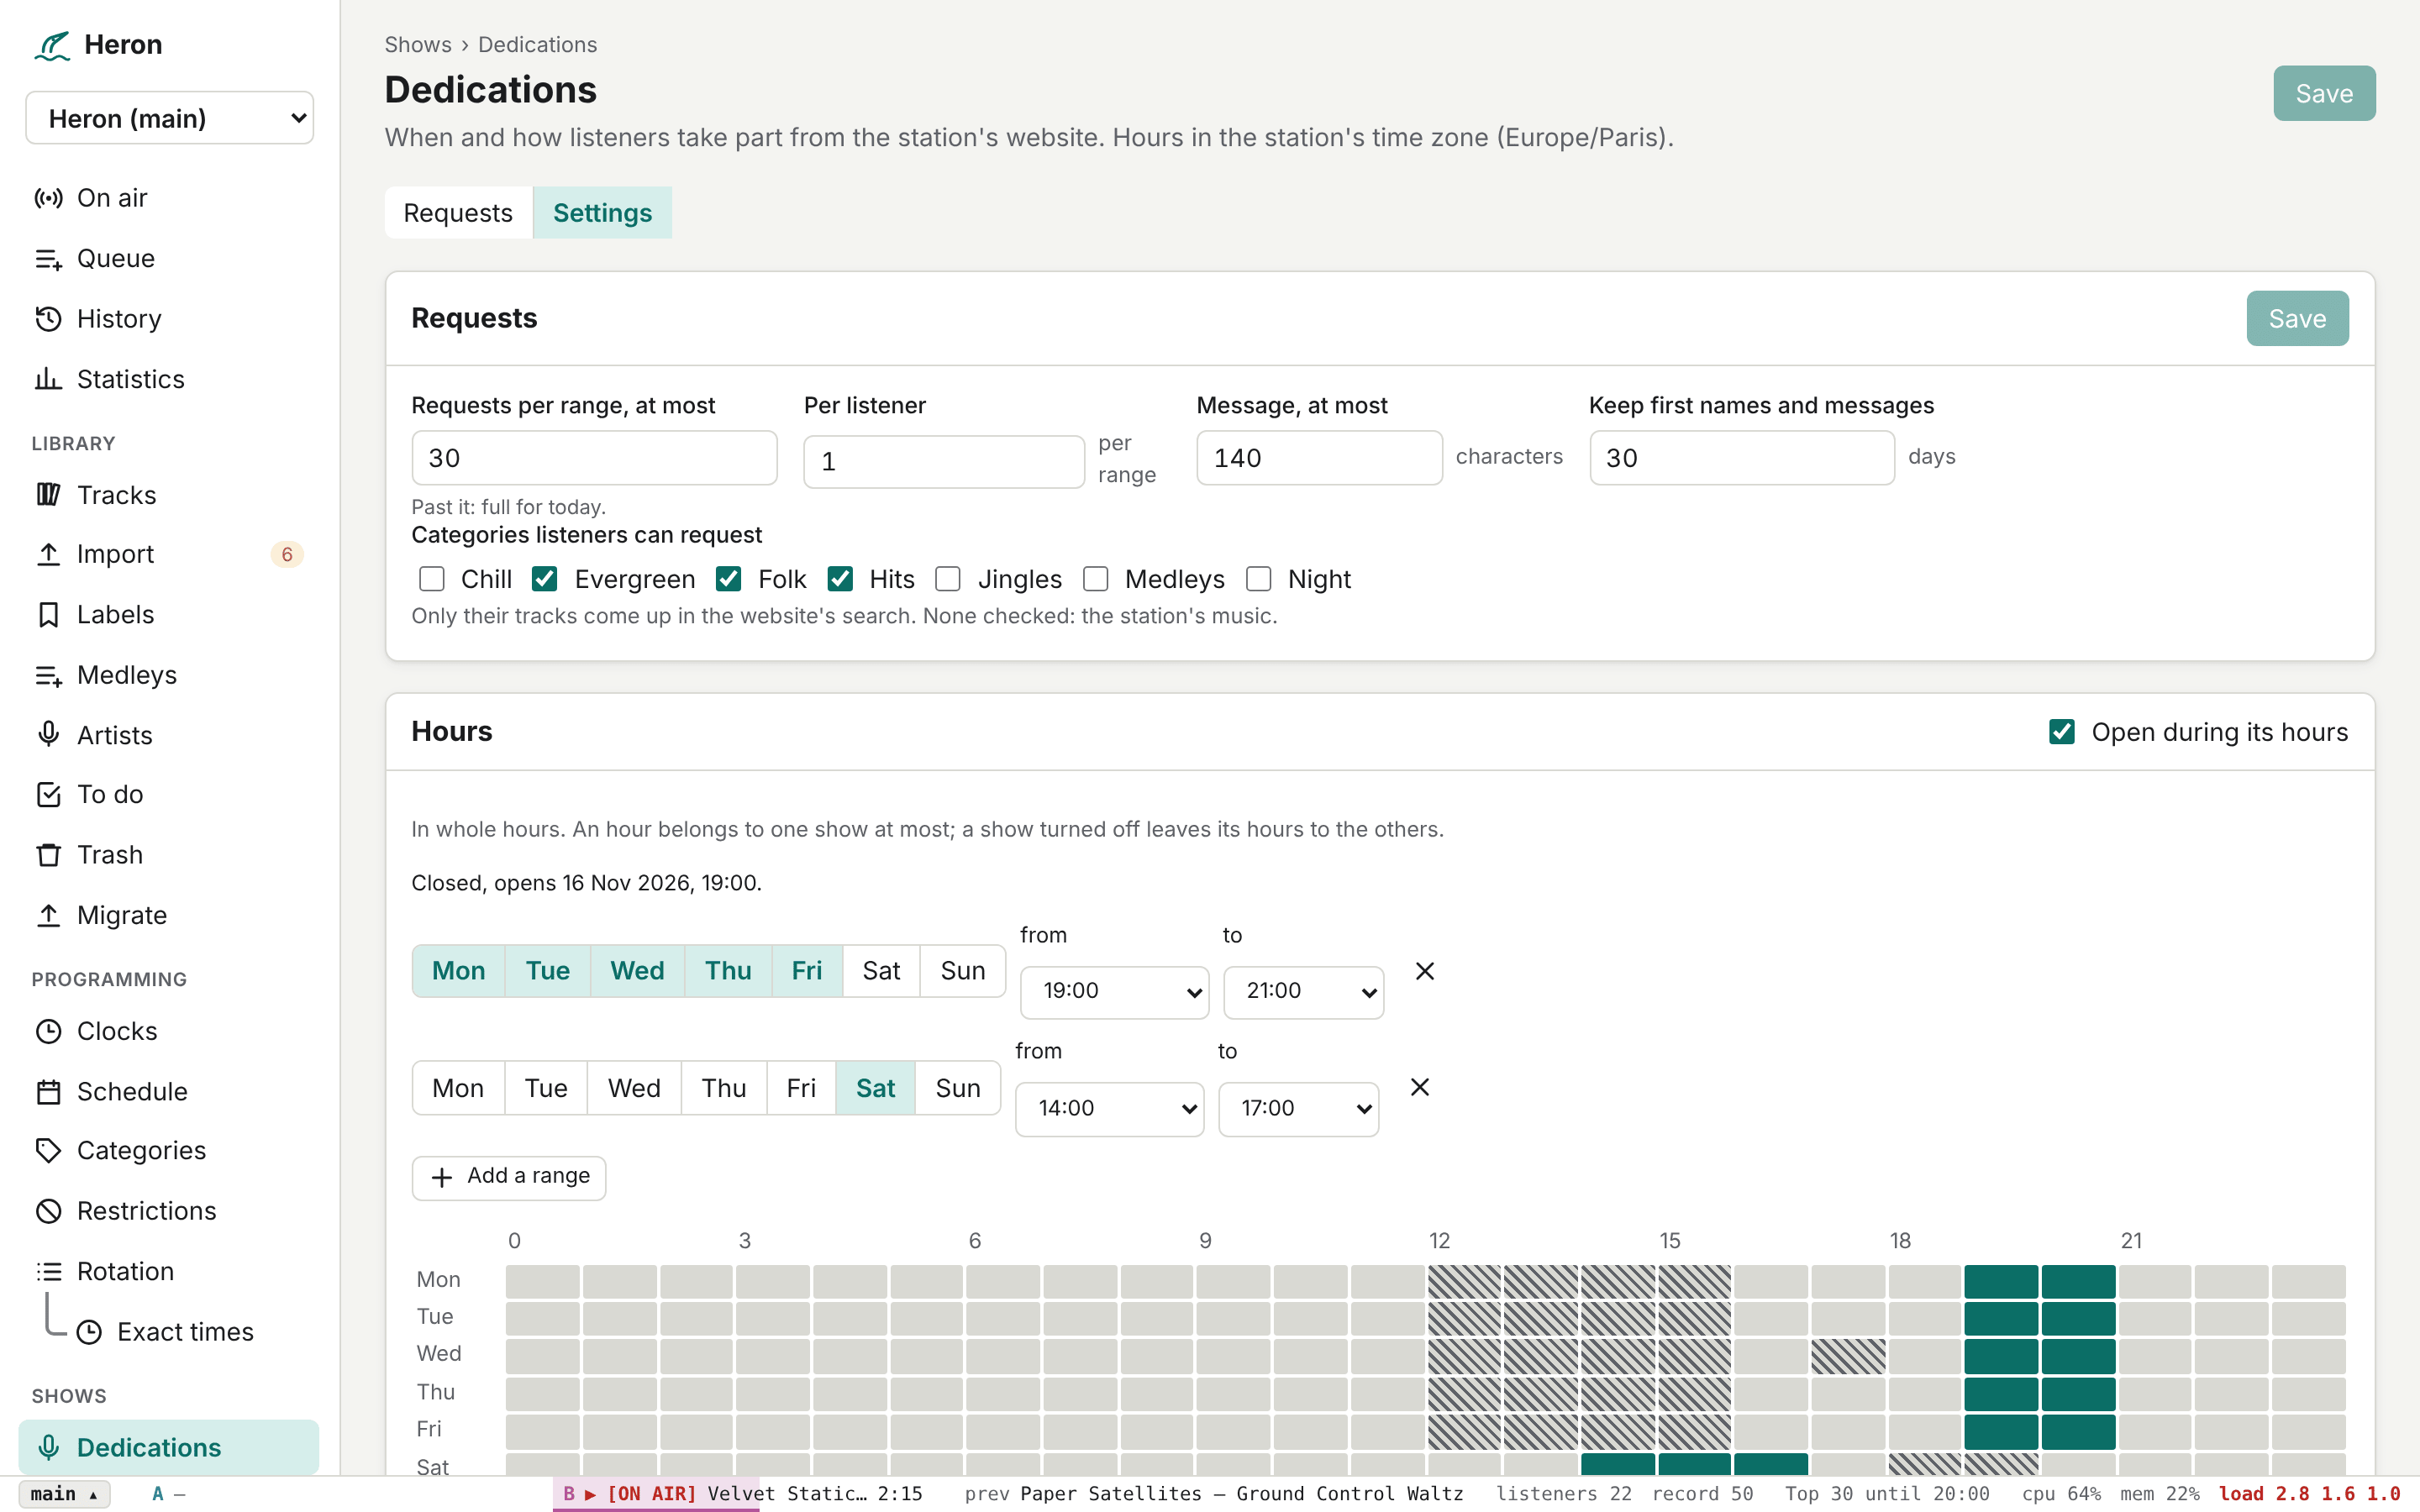 Heron
Heron (main)
On air
Queue
History
Statistics
LIBRARY
Tracks
Import 6
Labels
Medleys
Artists
To do
Trash
Migrate
PROGRAMMING
Clocks
Schedule
Categories
Restrictions
Rotation
Exact times
SHOWS
Dedications
Shows › Dedications
Dedications
Save
When and how listeners take part from the station's website. Hours in the station's time zone (Europe/Paris).
Requests Settings
Requests
Save
Requests per range, at most Per listener Message, at most Keep first names and messages
30 1 per range 140 characters 30 days
Past it: full for today.
Categories listeners can request
Chill Evergreen Folk Hits Jingles Medleys Night
Only their tracks come up in the website's search. None checked: the station's music.
Hours
Open during its hours
In whole hours. An hour belongs to one show at most; a show turned off leaves its hours to the others.
Closed, opens 16 Nov 2026, 19:00.
from to
Mon Tue Wed Thu Fri Sat Sun 19:00 21:00
from to
Mon Tue Wed Thu Fri Sat Sun 14:00 17:00
Add a range
0 3 6 9 12 15 18 21
Mon
Tue
Wed
Thu
Fri
Sat
main ▲ A — B ▶ [ON AIR] Velvet Static… 2:15 prev Paper Satellites — Ground Control Waltz listeners 22 record 50 Top 30 until 20:00 cpu 64% mem 22% load 2.8 1.6 1.0